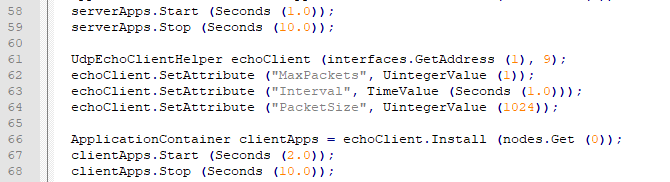 58 serverApps.Start (Seconds (1.0));
59 serverApps.Stop (Seconds (10.0));
60
61 UdpEchoClientHelper echoClient (interfaces.GetAddress (1), 9);
62 echoClient.SetAttribute ("MaxPackets", UintegerValue (1));
63 echoClient.SetAttribute ("Interval", TimeValue (Seconds (1.0)));
64 echoClient.SetAttribute ("PacketSize", UintegerValue (1024));
65
66 ApplicationContainer clientApps = echoClient.Install (nodes.Get (0));
67 clientApps.Start (Seconds (2.0));
68 clientApps.Stop (Seconds (10.0));